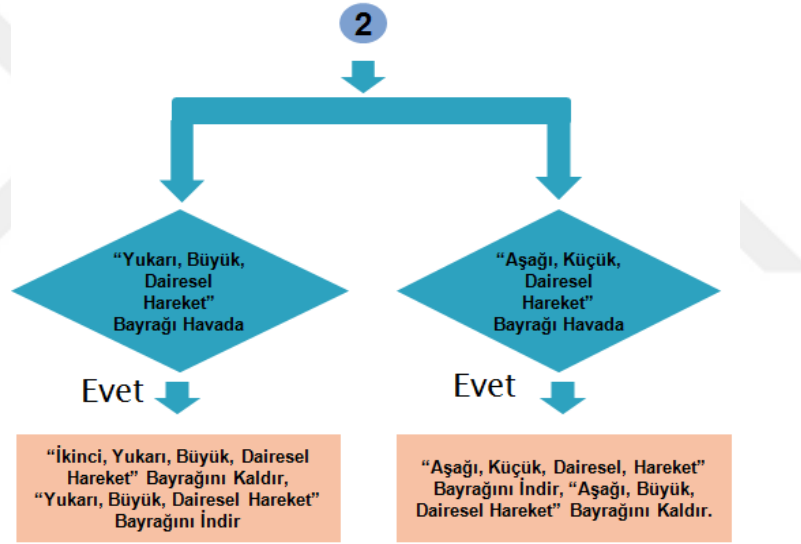 2
“Yukarı, Büyük,
Dairesel
Hareket”
Bayrağı Havada
“Aşağı, Küçük,
Dairesel
Hareket”
Bayrağı Havada
Evet
Evet
“İkinci, Yukarı, Büyük, Dairesel
Hareket” Bayrağını Kaldır,
“Yukarı, Büyük, Dairesel Hareket”
Bayrağını İndir
“Aşağı, Küçük, Dairesel, Hareket”
Bayrağını İndir, “Aşağı, Büyük,
Dairesel Hareket” Bayrağını Kaldır.